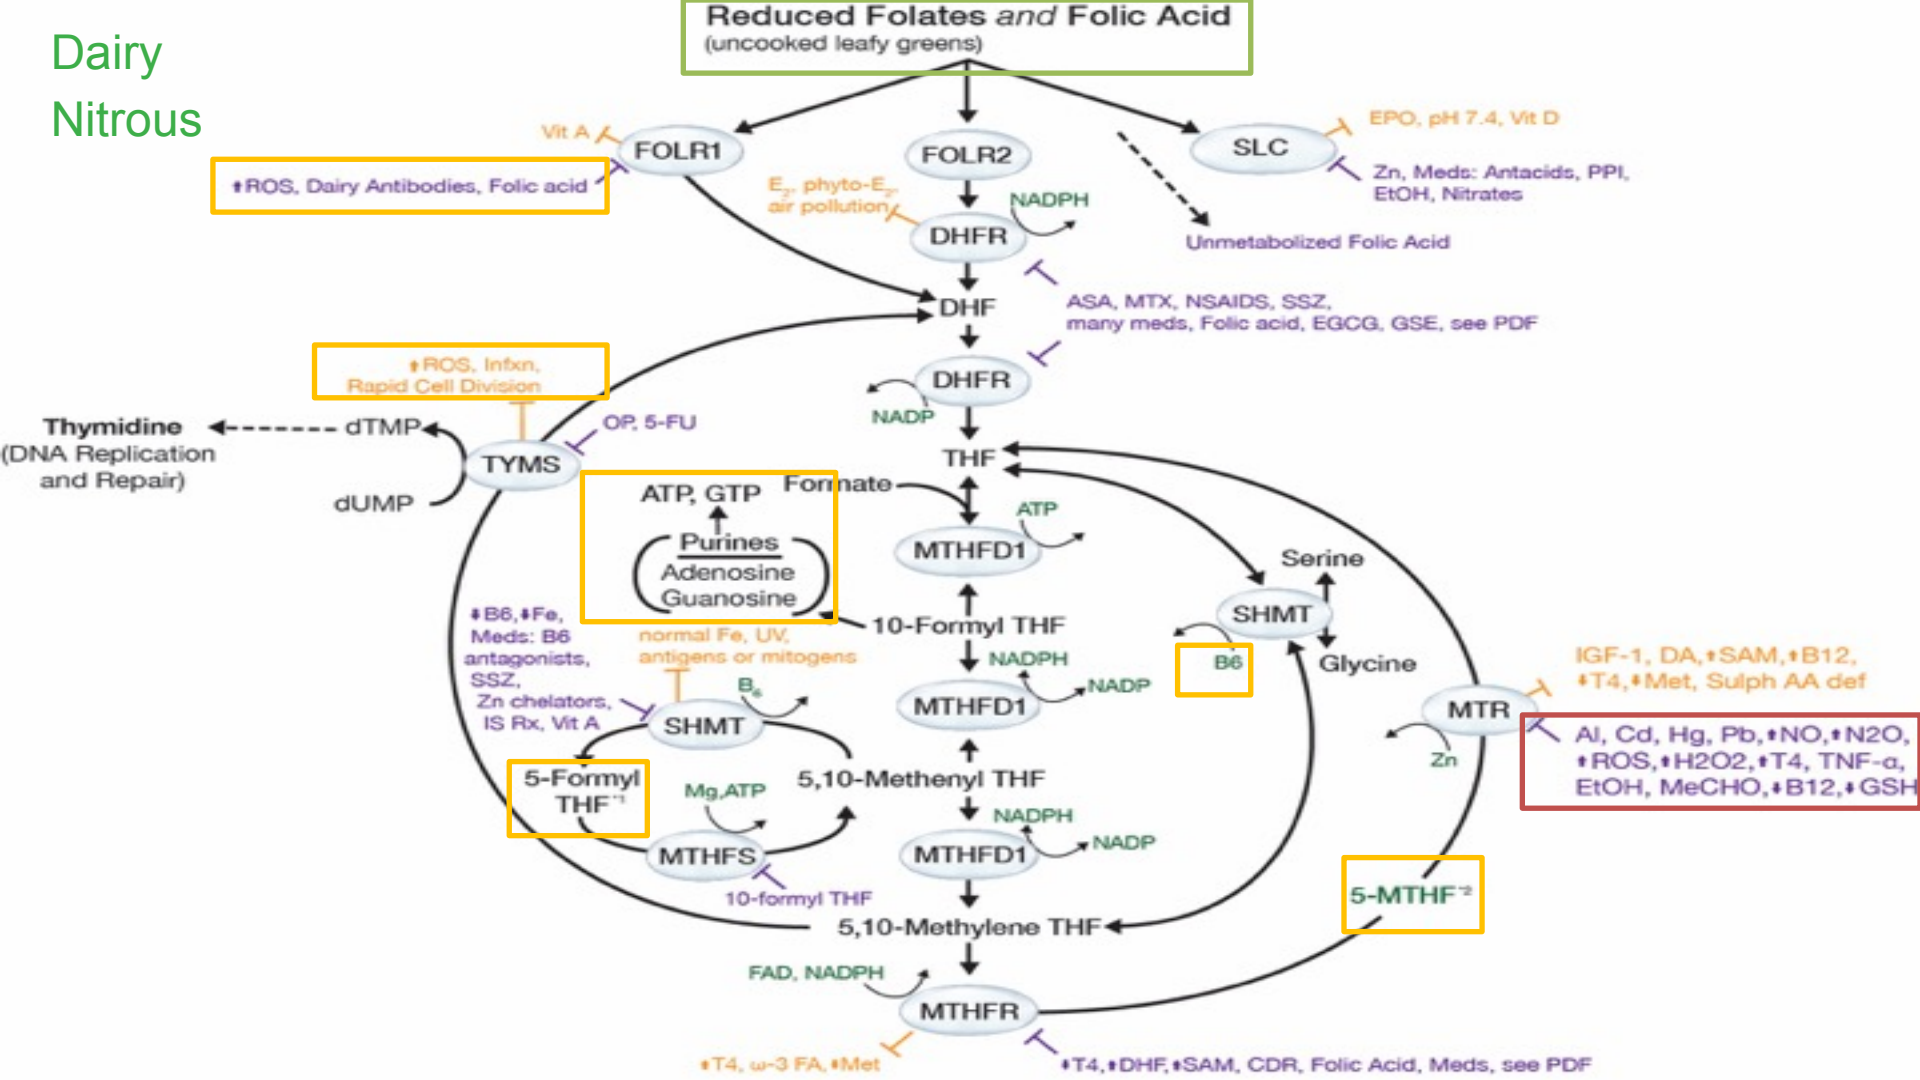 Dairy
Nitrous
Reduced Folates and Folic Acid
(uncooked leafy greens)
Vit A
FOLR1
↑ROS, Dairy Antibodies, Folic acid
FOLR2
SLC
EPO, pH 7.4, Vit D
Zn, Meds: Antacids, PPI,
EtOH, Nitrates
Unmetabolized Folic Acid
E2, phyto-E2,
air pollution
NADPH
DHFR
DHF
ASA, MTX, NSAIDS, SSZ,
many meds, Folic acid, EGCG, GSE, see PDF
DHFR
NADP
↑ROS, Infxn,
Rapid Cell Division
OP, 5-FU
Thymidine
(DNA Replication
and Repair)
dTMP
TYMS
dUMP
THF
ATP, GTP
Formate
Purines
Adenosine
Guanosine
ATP
MTHFD1
10-Formyl THF
Serine
SHMT
B6
Glycine
↓B6,↓Fe,
Meds: B6
antagonists,
SSZ,
Zn chelators,
IS Rx, Vit A
normal Fe, UV,
antigens or mitogens
B6
SHMT
NADPH
NADP
MTHFD1
IGF-1, DA,↑SAM,↑B12,
↓T4,↓Met, Sulph AA def
MTR
Zn
Al, Cd, Hg, Pb,↑NO,↑N2O,
↑ROS,↑H2O2,↑T4, TNF-α,
EtOH, MeCHO,↓B12,↓GSH
5-Formyl
THF*1
Mg,ATP
5,10-Methenyl THF
MTHFS
10-formyl THF
NADPH
NADP
MTHFD1
5-MTHF*2
5,10-Methylene THF
FAD, NADPH
MTHFR
↑T4, ω-3 FA,↓Met
↓T4,↑DHF,↑SAM, CDR, Folic Acid, Meds, see PDF